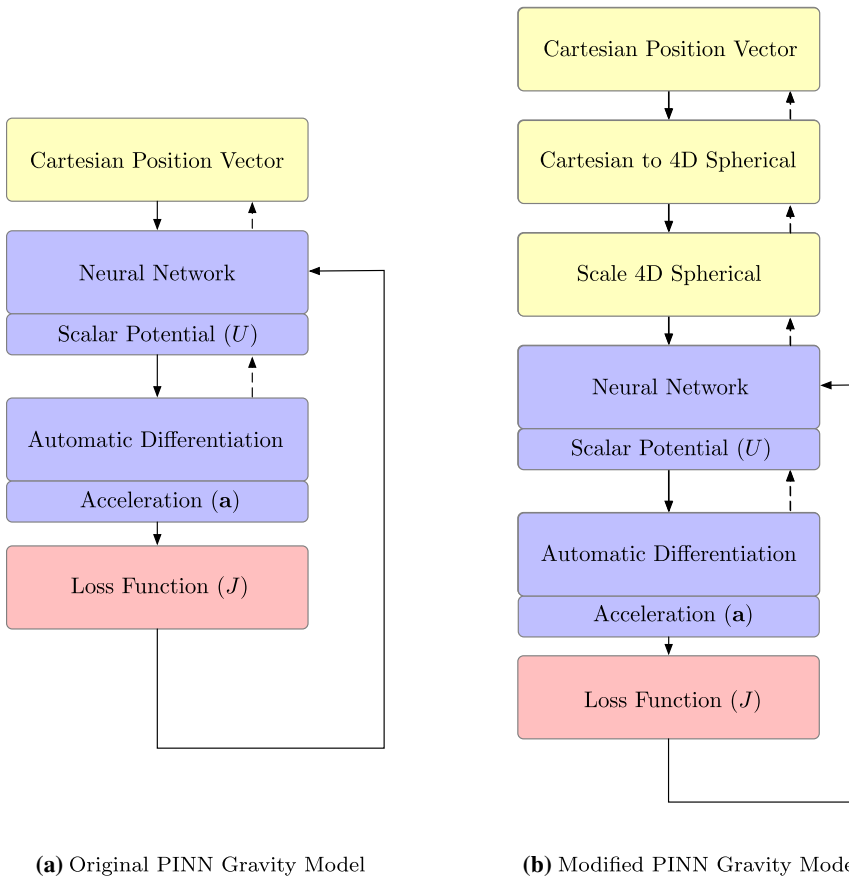 Cartesian Position Vector
Neural Network
Scalar Potential (U)
Automatic Differentiation
Acceleration (a)
Loss Function (J)
(a) Original PINN Gravity Model
Cartesian Position Vector
Cartesian to 4D Spherical
Scale 4D Spherical
Neural Network
Scalar Potential (U)
Automatic Differentiation
Acceleration (a)
Loss Function (J)
(b) Modified PINN Gravity Mode